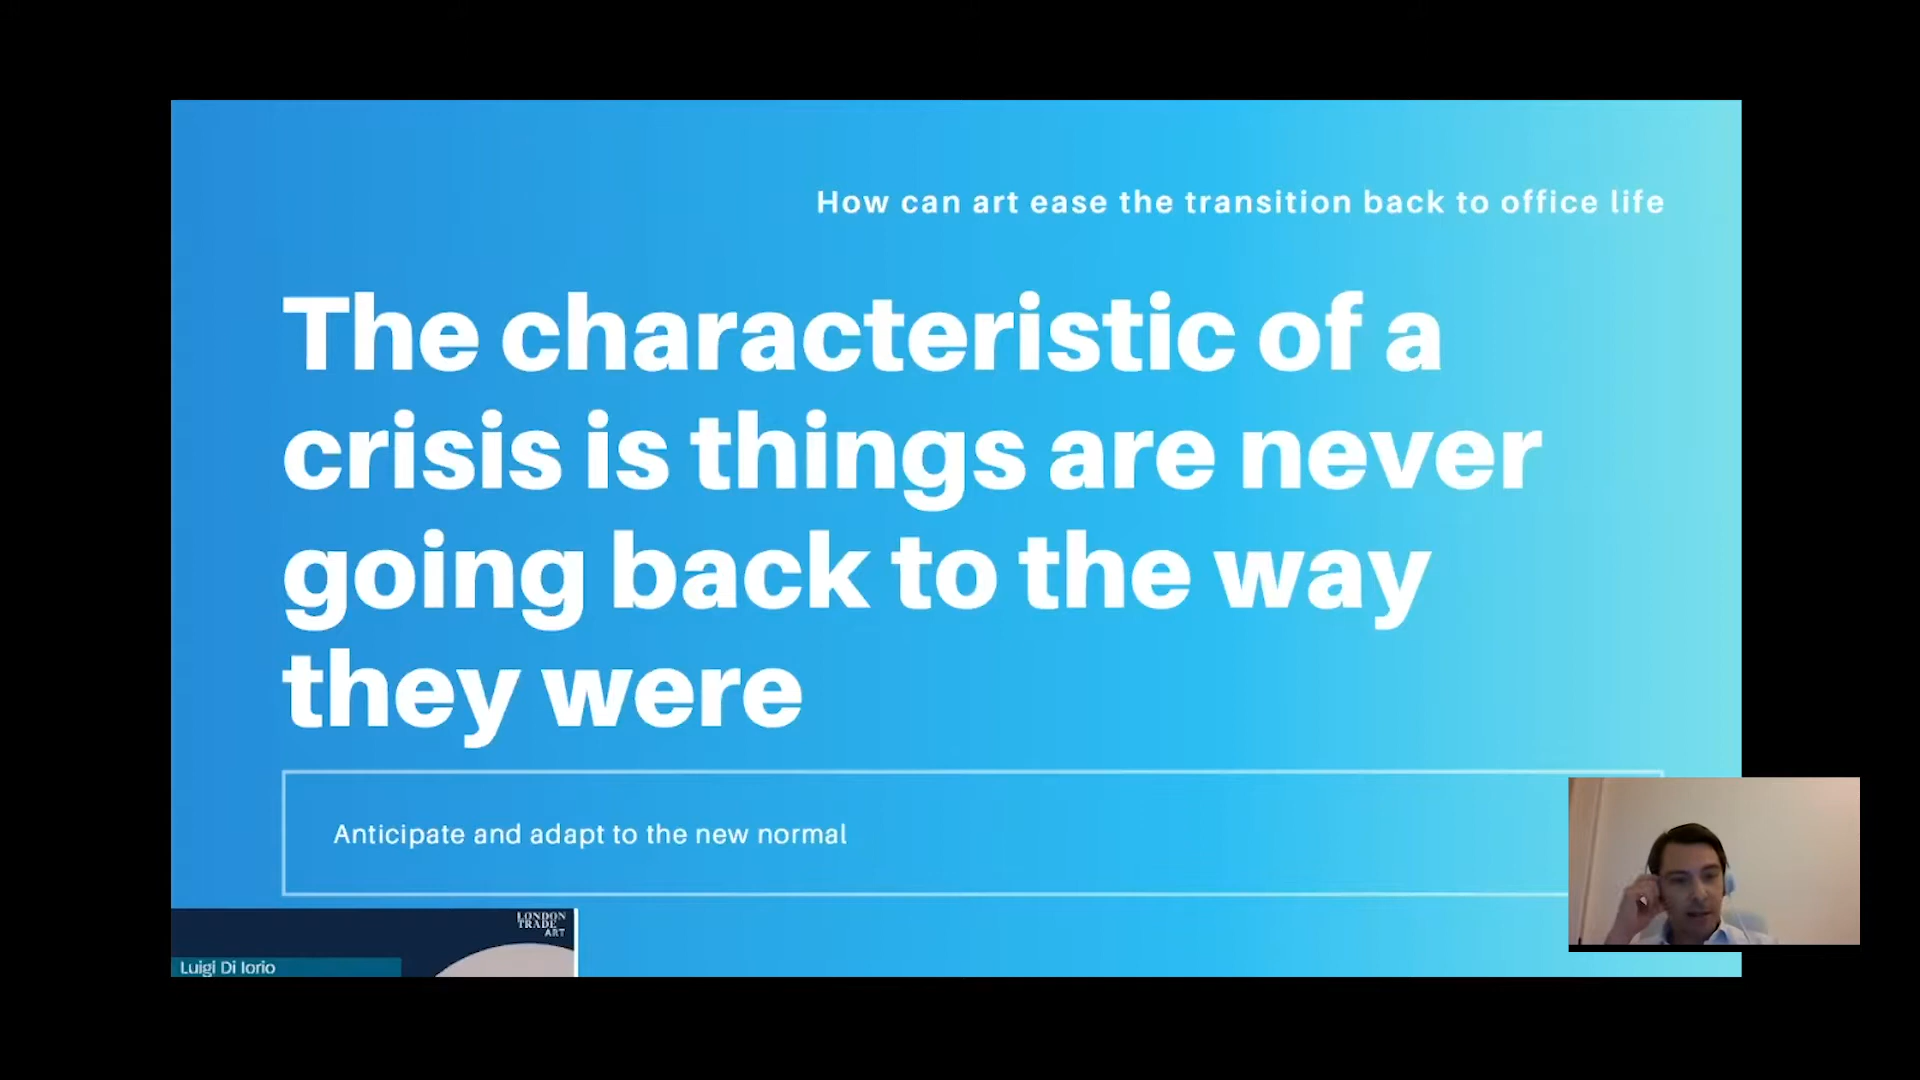 How can art ease the transition back to office life
The characteristic of a
crisis is things are never
going back to the way
they were
Anticipate and adapt to the new normal
LONDON
TRADE
ART
Luigi Di Iorio